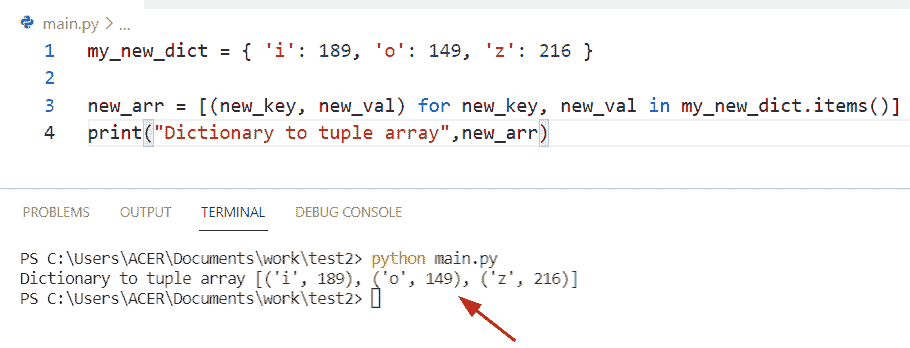 main.py > ...
1 my_new_dict = { 'i': 189, 'o': 149, 'z': 216 }
2
3 new_arr = [(new_key, new_val) for new_key, new_val in my_new_dict.items()]
4 print("Dictionary to tuple array",new_arr)
PROBLEMS OUTPUT TERMINAL DEBUG CONSOLE
PS C:\Users\ACER\Documents\work\test2> python main.py
Dictionary to tuple array [('i', 189), ('o', 149), ('z', 216)]
PS C:\Users\ACER\Documents\work\test2>